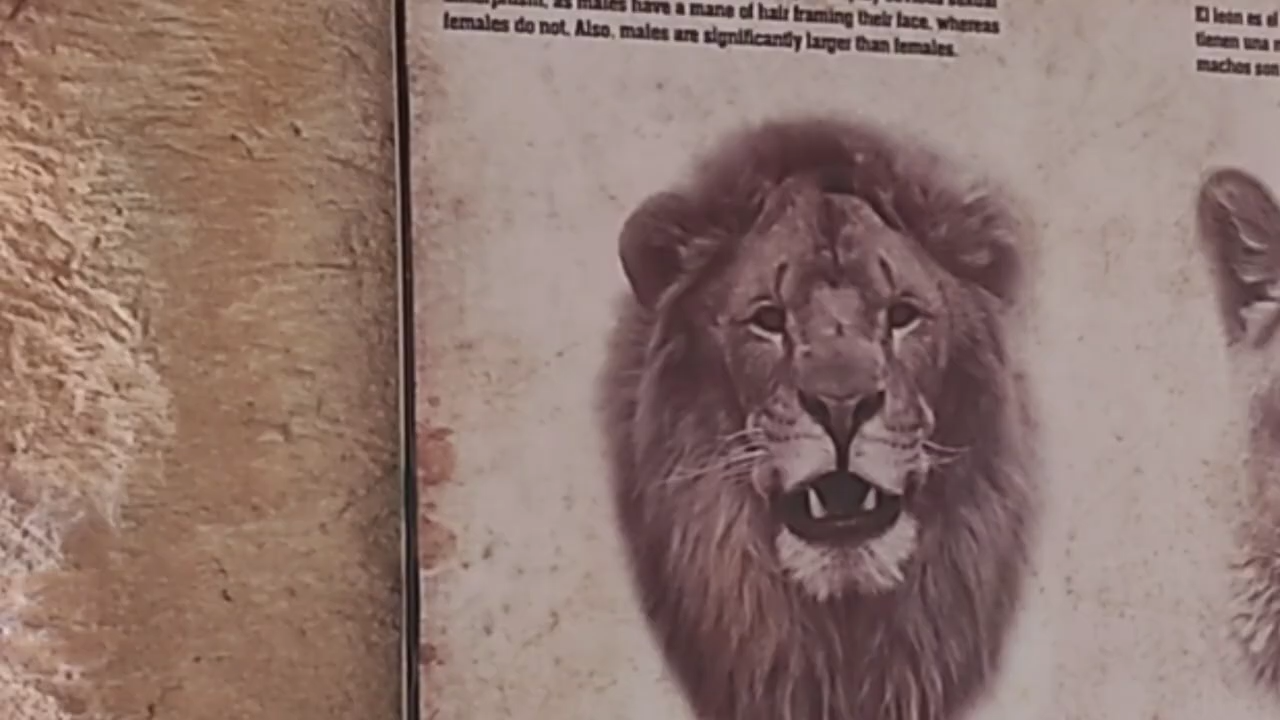 as males have a mane of hair framing their face, whereas
females do not. Also, males are significantly larger than females.
El león es el
tienen una
machos son